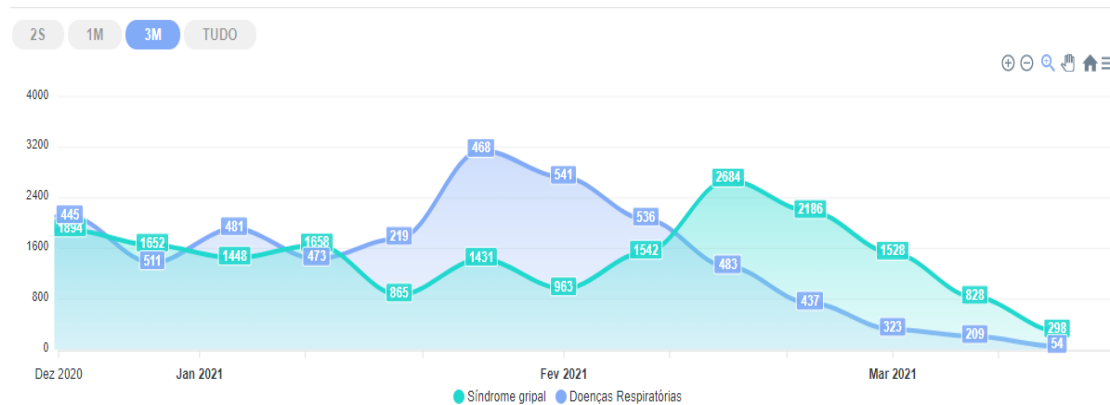 2S 1M 3M TUDO
4000
3200
2400
1600
800
0
445 1894 511 1652 481 1448 1658 473 219 865 468 1431 541 963 536 1542 2684 483 2186 437 1528 323 828 209 298 54
Dez 2020 Jan 2021 Fev 2021 Mar 2021
Síndrome gripal Doenças Respiratórias